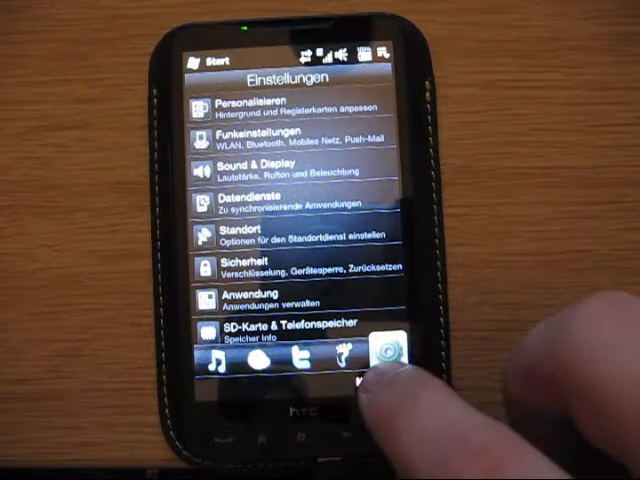 Start
100%
Einstellungen
Personalisieren
Hintergrund und Registerkarten anpassen
Funkeinstellungen
WLAN, Bluetooth, Mobiles Netz, Push-Mail
Sound & Display
Lautstärke, Rufton und Beleuchtung
Datendienste
Zu synchronisierende Anwendungen
Standort
Optionen für den Standortdienst einstellen
Sicherheit
Verschlüsselung, Gerätesperre, Zurücksetzen
Anwendung
Anwendungen verwalten
SD-Karte & Telefonspeicher
Speicher Info
hTC